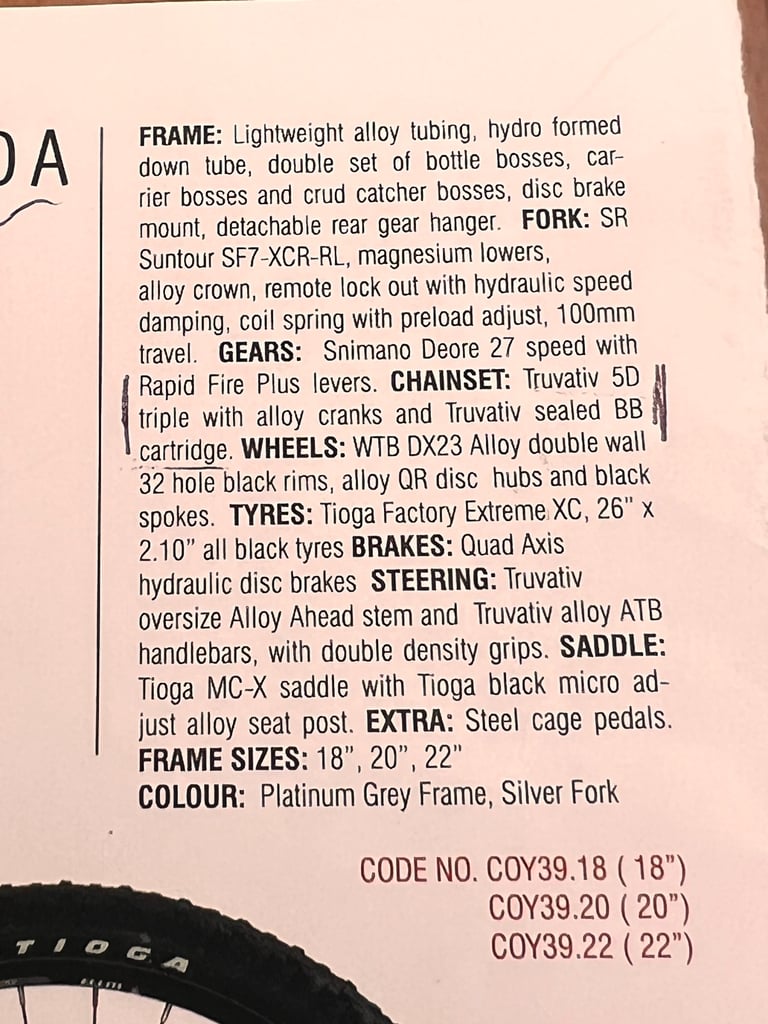 DA
FRAME: Lightweight alloy tubing, hydro formed
down tube, double set of bottle bosses, car-
rier bosses and crud catcher bosses, disc brake
mount, detachable rear gear hanger. FORK: SR
Suntour SF7-XCR-RL, magnesium lowers,
alloy crown, remote lock out with hydraulic speed
damping, coil spring with preload adjust, 100mm
travel. GEARS: Snimano Deore 27 speed with
Rapid Fire Plus levers. CHAINSET: Truvativ 5D
triple with alloy cranks and Truvativ sealed BB
cartridge. WHEELS: WTB DX23 Alloy double wall
32 hole black rims, alloy QR disc hubs and black
spokes. TYRES: Tioga Factory Extreme XC, 26" x
2.10" all black tyres BRAKES: Quad Axis
hydraulic disc brakes STEERING: Truvativ
oversize Alloy Ahead stem and Truvativ alloy ATB
handlebars, with double density grips. SADDLE:
Tioga MC-X saddle with Tioga black micro ad-
just alloy seat post. EXTRA: Steel cage pedals.
FRAME SIZES: 18", 20", 22"
COLOUR: Platinum Grey Frame, Silver Fork
CODE NO. COY39.18 ( 18")
COY39.20 ( 20")
COY39.22 ( 22")
TIOGA